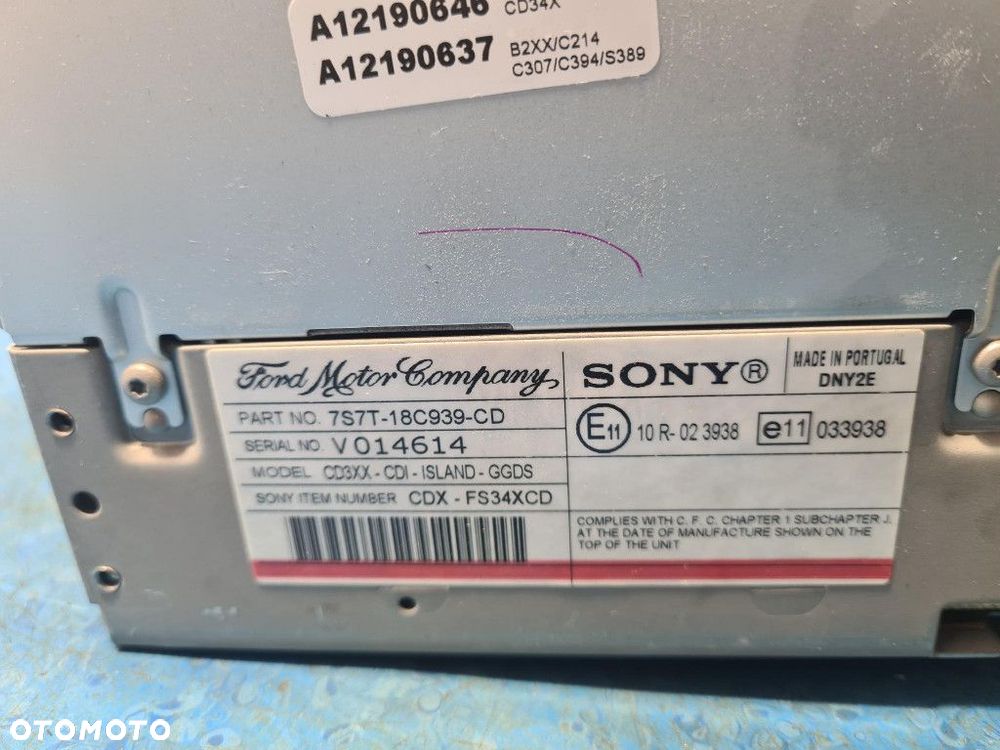 A12190646 CD34X
A12190637 B2XX/C214
C307/C394/S389
Ford Motor Company
SONY®
MADE IN PORTUGAL
DNY2E
PART NO. 7S7T-18C939-CD
SERIAL NO. V014614
MODEL CD3XX-CDI-ISLAND-GGDS
SONY ITEM NUMBER CDX-FS34XCD
E11 10 R-02 3938 e11 033938
COMPLIES WITH C. F. C. CHAPTER 1 SUBCHAPTER J.
AT THE DATE OF MANUFACTURE SHOWN ON THE
TOP OF THE UNIT
OTOMOTO